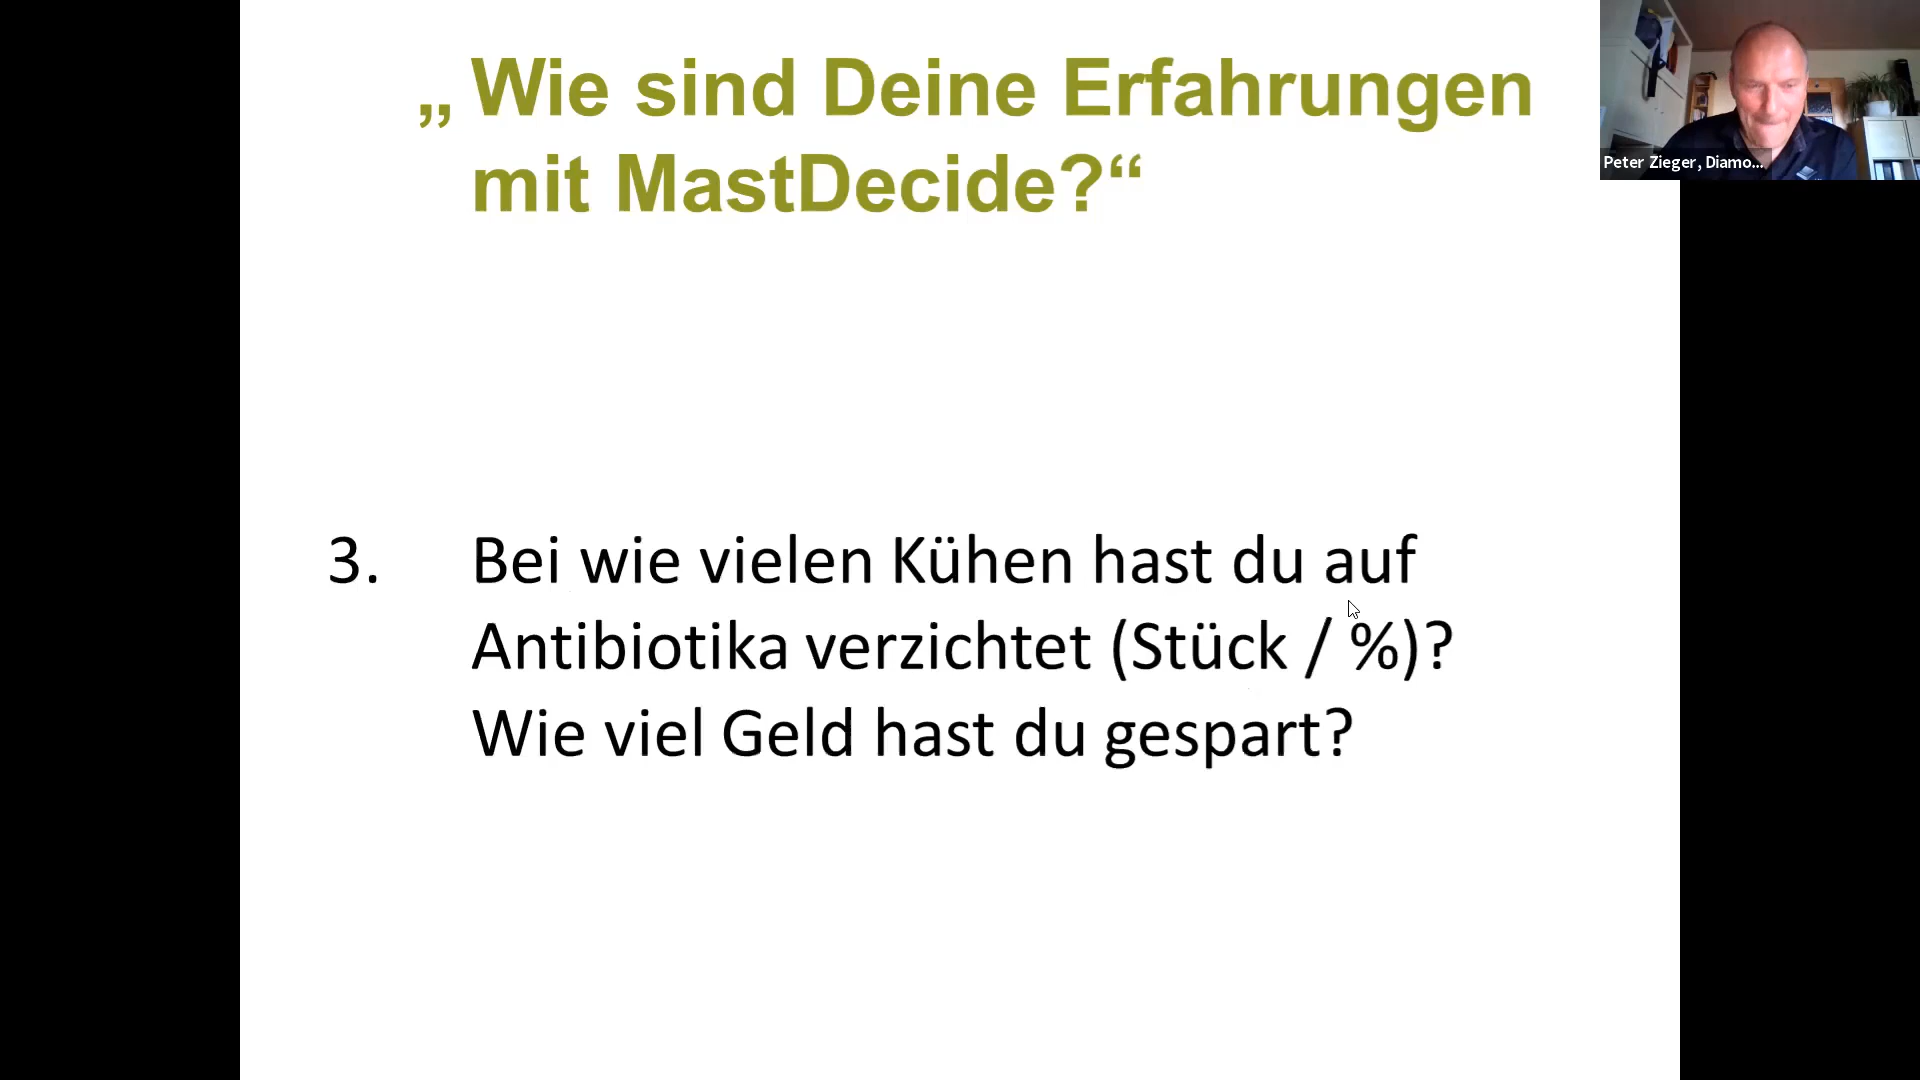 „ Wie sind Deine Erfahrungen
mit MastDecide?“
Peter Zieger, Diamo...
3. Bei wie vielen Kühen hast du auf
Antibiotika verzichtet (Stück / %)?
Wie viel Geld hast du gespart?